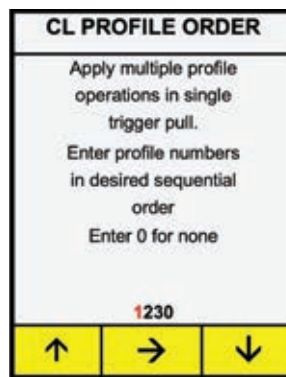 CL PROFILE ORDER
Apply multiple profile
operations in single
trigger pull.
Enter profile numbers
in desired sequential
order
Enter 0 for none
1230
↑ → ↓